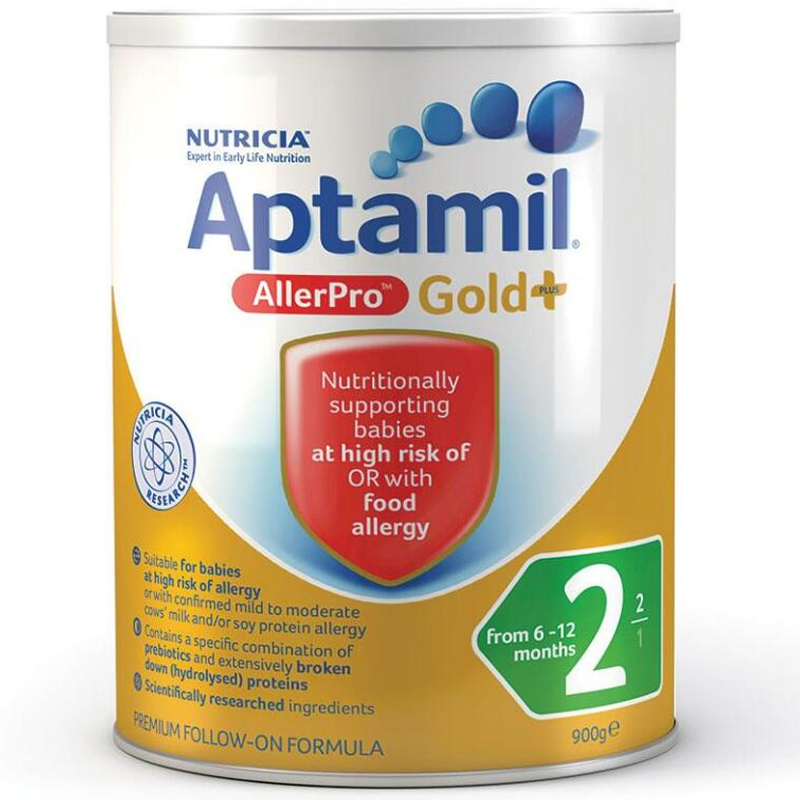 NUTRICIA™
Expert in Early Life Nutrition
Aptamil®
AllerPro™ Gold+ PLUS
Nutritionally
supporting
babies
at high risk of
OR with
food
allergy
NUTRICIA
RESEARCH™
Suitable for babies
at high risk of allergy
or with confirmed mild to moderate
cows' milk and/or soy protein allergy
Contains a specific combination of
prebiotics and extensively broken
down (hydrolysed) proteins
Scientifically researched ingredients
PREMIUM FOLLOW-ON FORMULA
from 6-12
months
2
2
1
900g℮